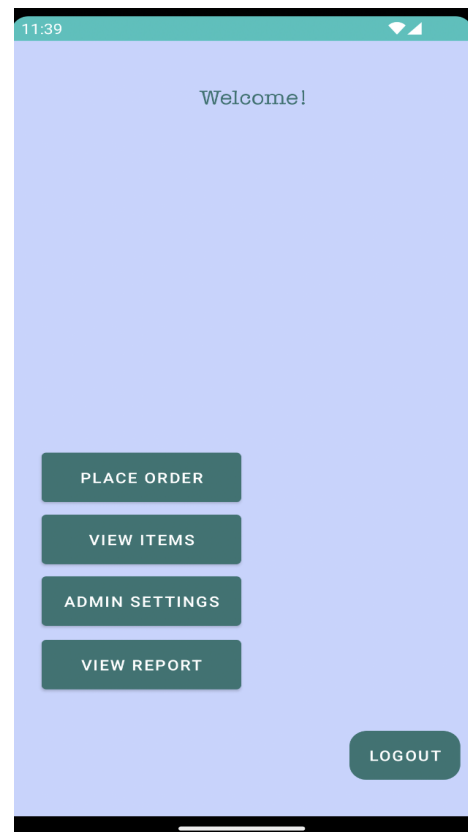 11:39
Welcome!
PLACE ORDER
VIEW ITEMS
ADMIN SETTINGS
VIEW REPORT
LOGOUT